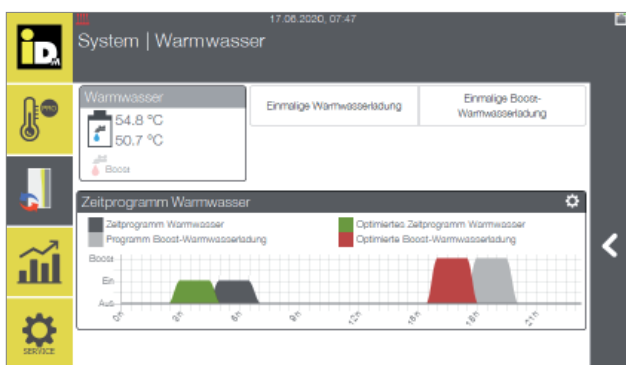 17.06.2020, 07:47
iDM
System | Warmwasser
PRO
Warmwasser
54.8 °C
50.7 °C
Boost
Einmalige Warmwasserladung
Einmalige Boost-
Warmwasserladung
Zeitprogramm Warmwasser
Zeitprogramm Warmwasser
Optimiertes Zeitprogramm Warmwasser
Programm Boost-Warmwasserladung
Optimierte Boost-Warmwasserladung
Boost
Ein
Aus
0h
3h
6h
9h
12h
15h
18h
21h
SERVICE